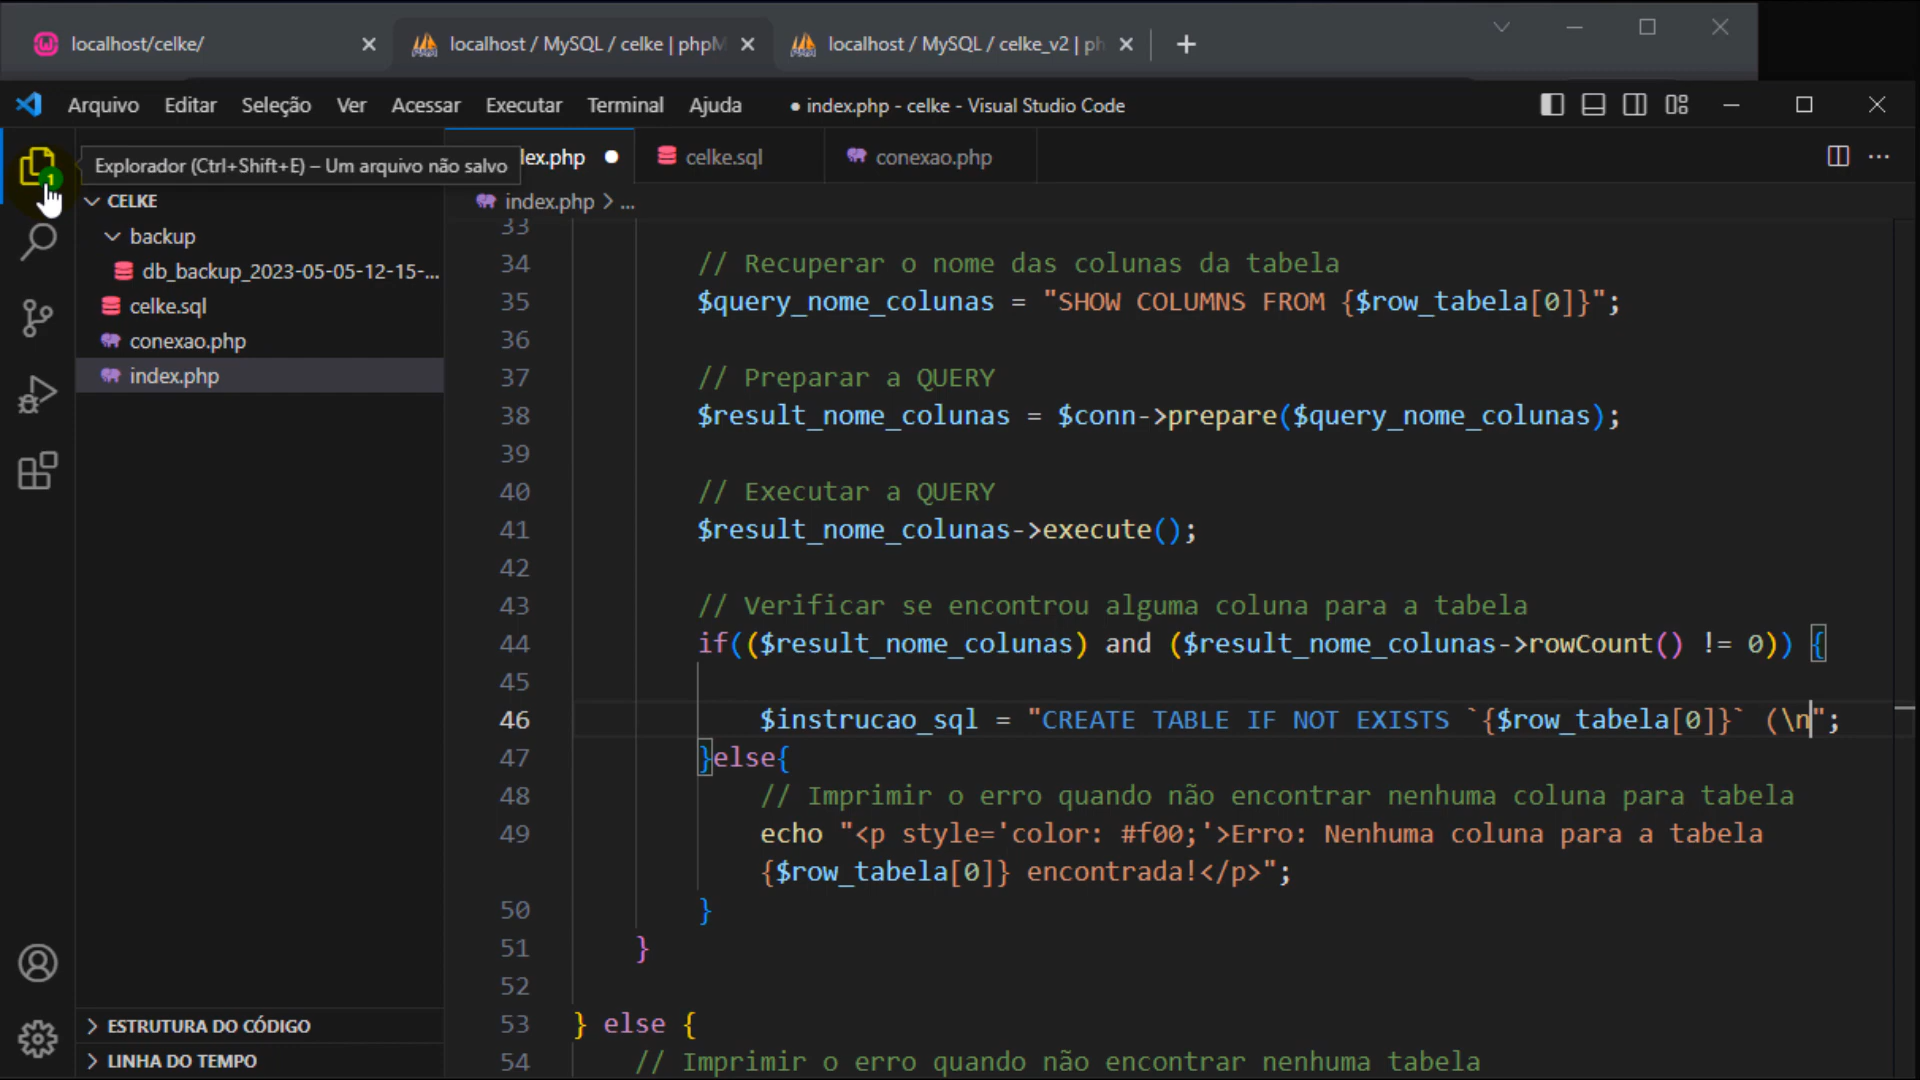 localhost/celke/
localhost / MySQL / celke | phpM
localhost / MySQL / celke_v2 | ph
Arquivo Editar Seleção Ver Acessar Executar Terminal Ajuda
● index.php - celke - Visual Studio Code
1
Explorador (Ctrl+Shift+E) – Um arquivo não salvo
dex.php
celke.sql
conexao.php
CELKE
backup
db_backup_2023-05-05-12-15-...
celke.sql
conexao.php
index.php
ESTRUTURA DO CÓDIGO
LINHA DO TEMPO
index.php > ...
33
34 // Recuperar o nome das colunas da tabela
35 $query_nome_colunas = "SHOW COLUMNS FROM {$row_tabela[0]}";
36
37 // Preparar a QUERY
38 $result_nome_colunas = $conn->prepare($query_nome_colunas);
39
40 // Executar a QUERY
41 $result_nome_colunas->execute();
42
43 // Verificar se encontrou alguma coluna para a tabela
44 if(($result_nome_colunas) and ($result_nome_colunas->rowCount() != 0)) {
45
46 $instrucao_sql = "CREATE TABLE IF NOT EXISTS `{$row_tabela[0]}` (\n";
47 }else{
48 // Imprimir o erro quando não encontrar nenhuma coluna para tabela
49 echo "<p style='color: #f00;'>Erro: Nenhuma coluna para a tabela
{$row_tabela[0]} encontrada!</p>";
50 }
51 }
52
53 } else {
54 // Imprimir o erro quando não encontrar nenhuma tabela